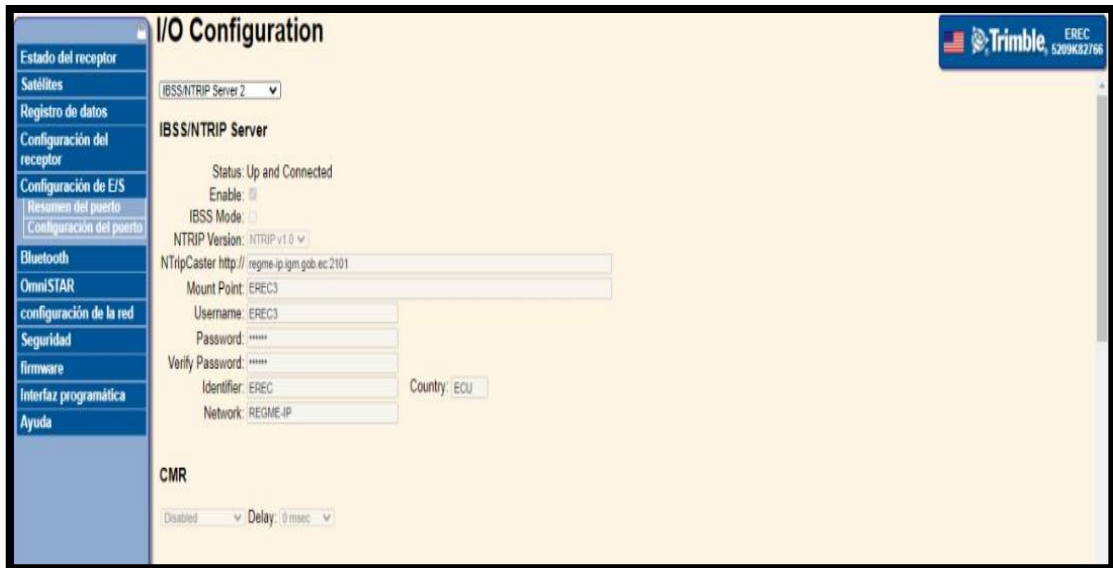 I/O Configuration
Trimble. EREC
5209K82766
Estado del receptor
Satélites
Registro de datos
Configuración del
receptor
Configuración de E/S
Resumen del puerto
Configuración del puerto
Bluetooth
OmniSTAR
configuración de la red
Seguridad
firmware
Interfaz programática
Ayuda
IBSS/NTRIP Server 2
IBSS/NTRIP Server
Status: Up and Connected
Enable:
IBSS Mode:
NTRIP Version: NTRIP v1.0
NTripCaster http:// regme-ip.igm.gob.ec:2101
Mount Point: EREC3
Username: EREC3
Password: ••••••
Verify Password: ••••••
Identifier: EREC Country: ECU
Network: REGME-IP
CMR
Disabled Delay: 0 msec